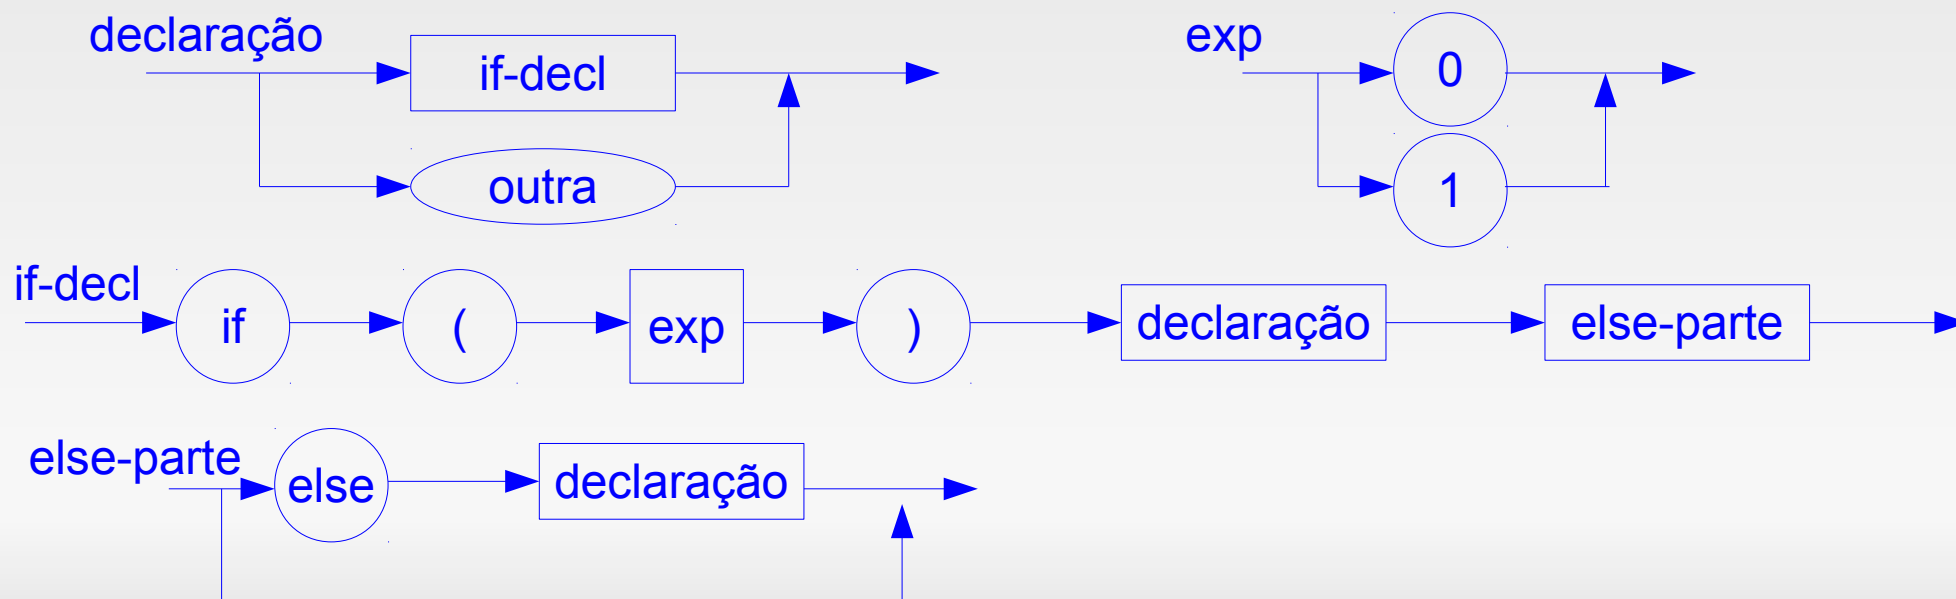 declaração
if-decl
outra
exp
0
1
if-decl
if ( exp ) declaração else-parte
else-parte
else declaração